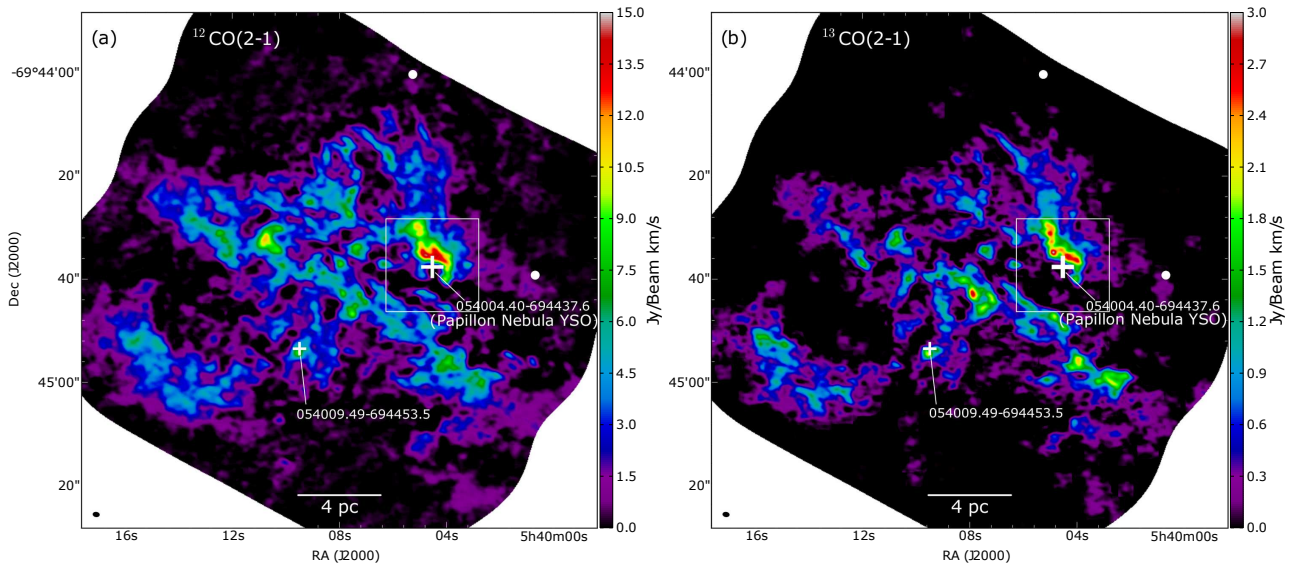 (a)
12CO(2-1)
15.0
13.5
12.0
10.5
9.0
7.5
6.0
4.5
3.0
1.5
0.0
Jy/Beam km/s
-69°44'00"
20"
40"
45'00"
20"
Dec (J2000)
054004.40-694437.6
(Papillon Nebula YSO)
054009.49-694453.5
4 pc
16s
12s
08s
04s
5h40m00s
RA (J2000)
(b)
13CO(2-1)
3.0
2.7
2.4
2.1
1.8
1.5
1.2
0.9
0.6
0.3
0.0
Jy/Beam km/s
44'00"
20"
40"
45'00"
20"
054004.40-694437.6
(Papillon Nebula YSO)
054009.49-694453.5
4 pc
16s
12s
08s
04s
5h40m00s
RA (J2000)